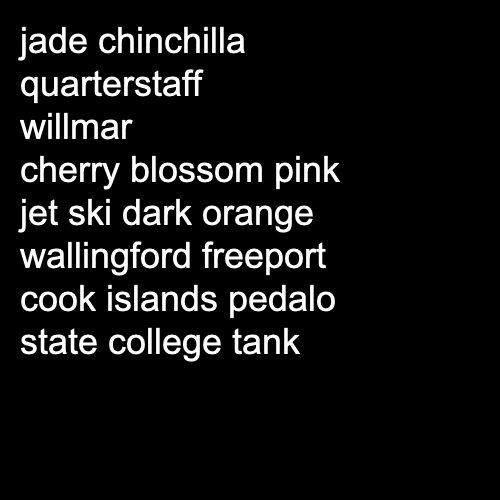 jade chinchilla
quarterstaff
willmar
cherry blossom pink
jet ski dark orange
wallingford freeport
cook islands pedalo
state college tank